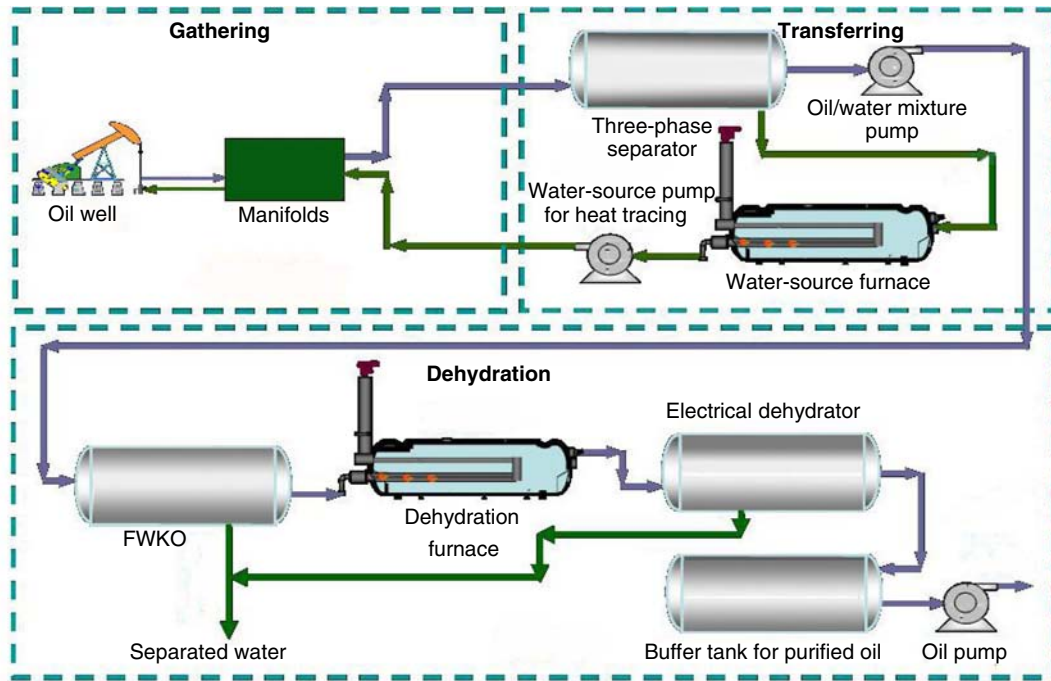 Gathering
Transferring
Oil/water mixture
pump
Three-phase
separator
Water-source pump
for heat tracing
Oil well
Manifolds
Water-source furnace
Dehydration
Electrical dehydrator
FWKO
Dehydration
furnace
Separated water
Buffer tank for purified oil
Oil pump